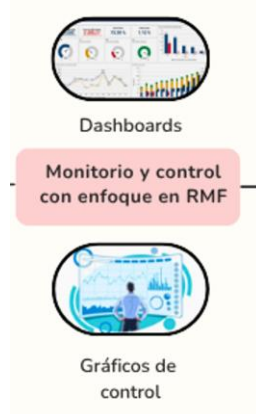 Dashboards
Monitorio y control
con enfoque en RMF
Gráficos de
control